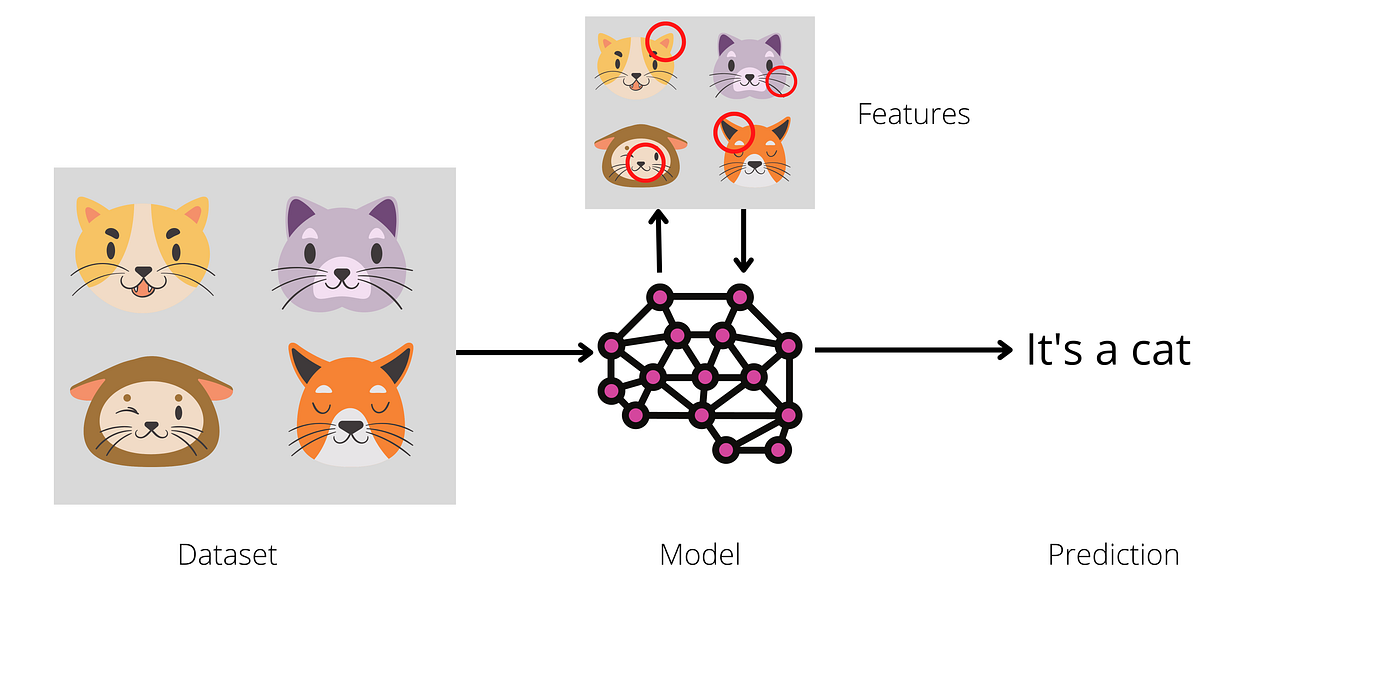 Features
It's a cat
Dataset
Model
Prediction